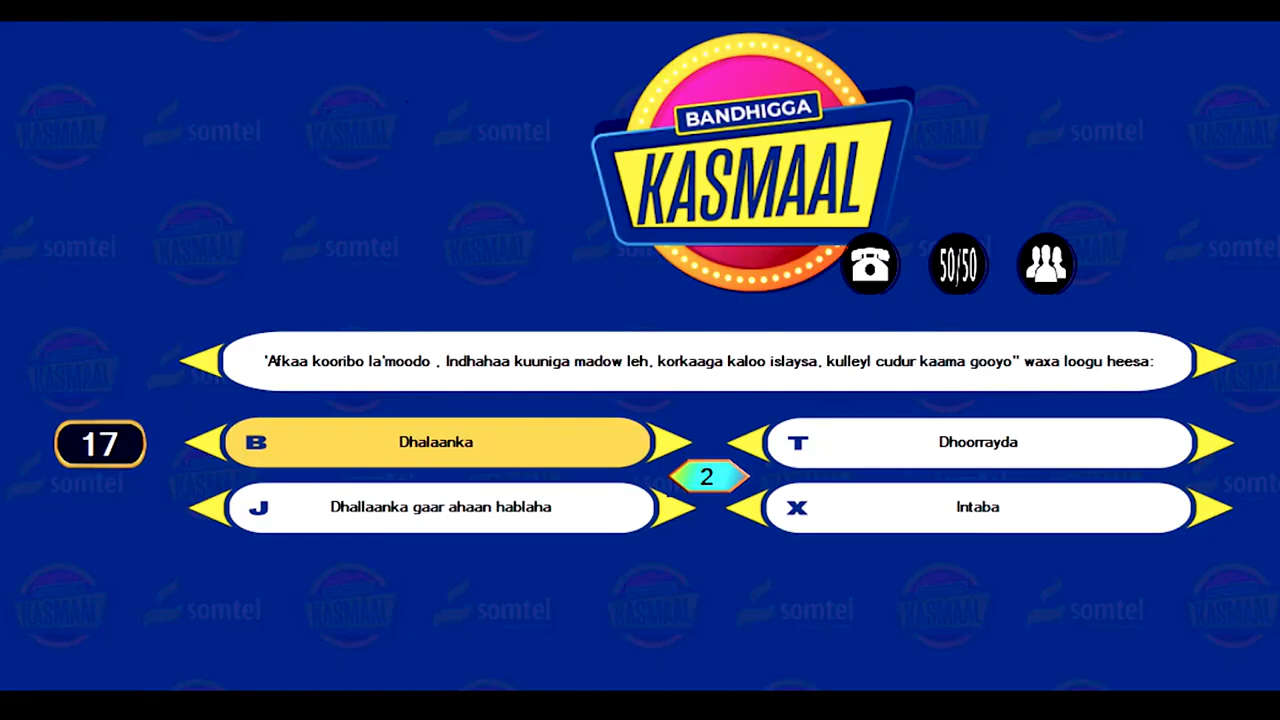 BANDHIGGA
KASMAAL
50/50
'Afkaa kooribo la'moodo , Indhahaa kuuniga madow leh, korkaaga kaloo islaysa, kulleyl cudur kaama gooyo" waxa loogu heesa:
17
B Dhalaanka
T Dhoorrayda
2
J Dhallaanka gaar ahaan hablaha
X Intaba
somtel